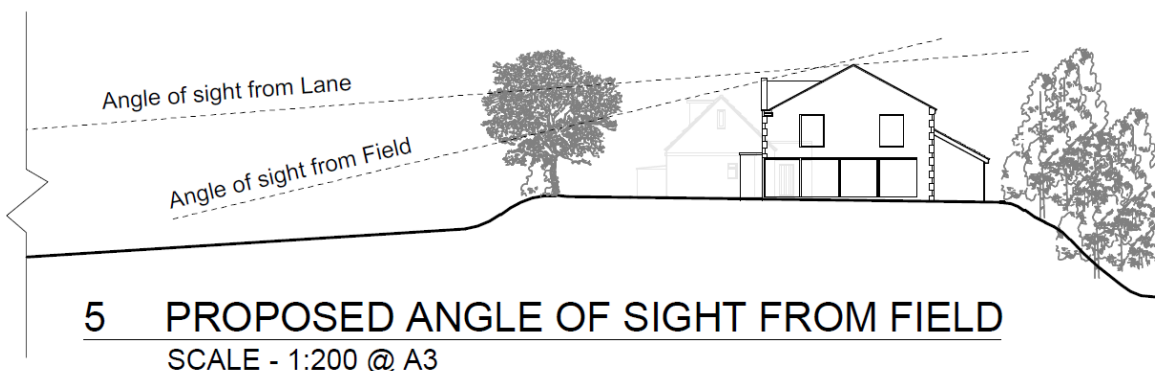 Angle of sight from Lane
Angle of sight from Field
5 PROPOSED ANGLE OF SIGHT FROM FIELD
SCALE - 1:200 @ A3